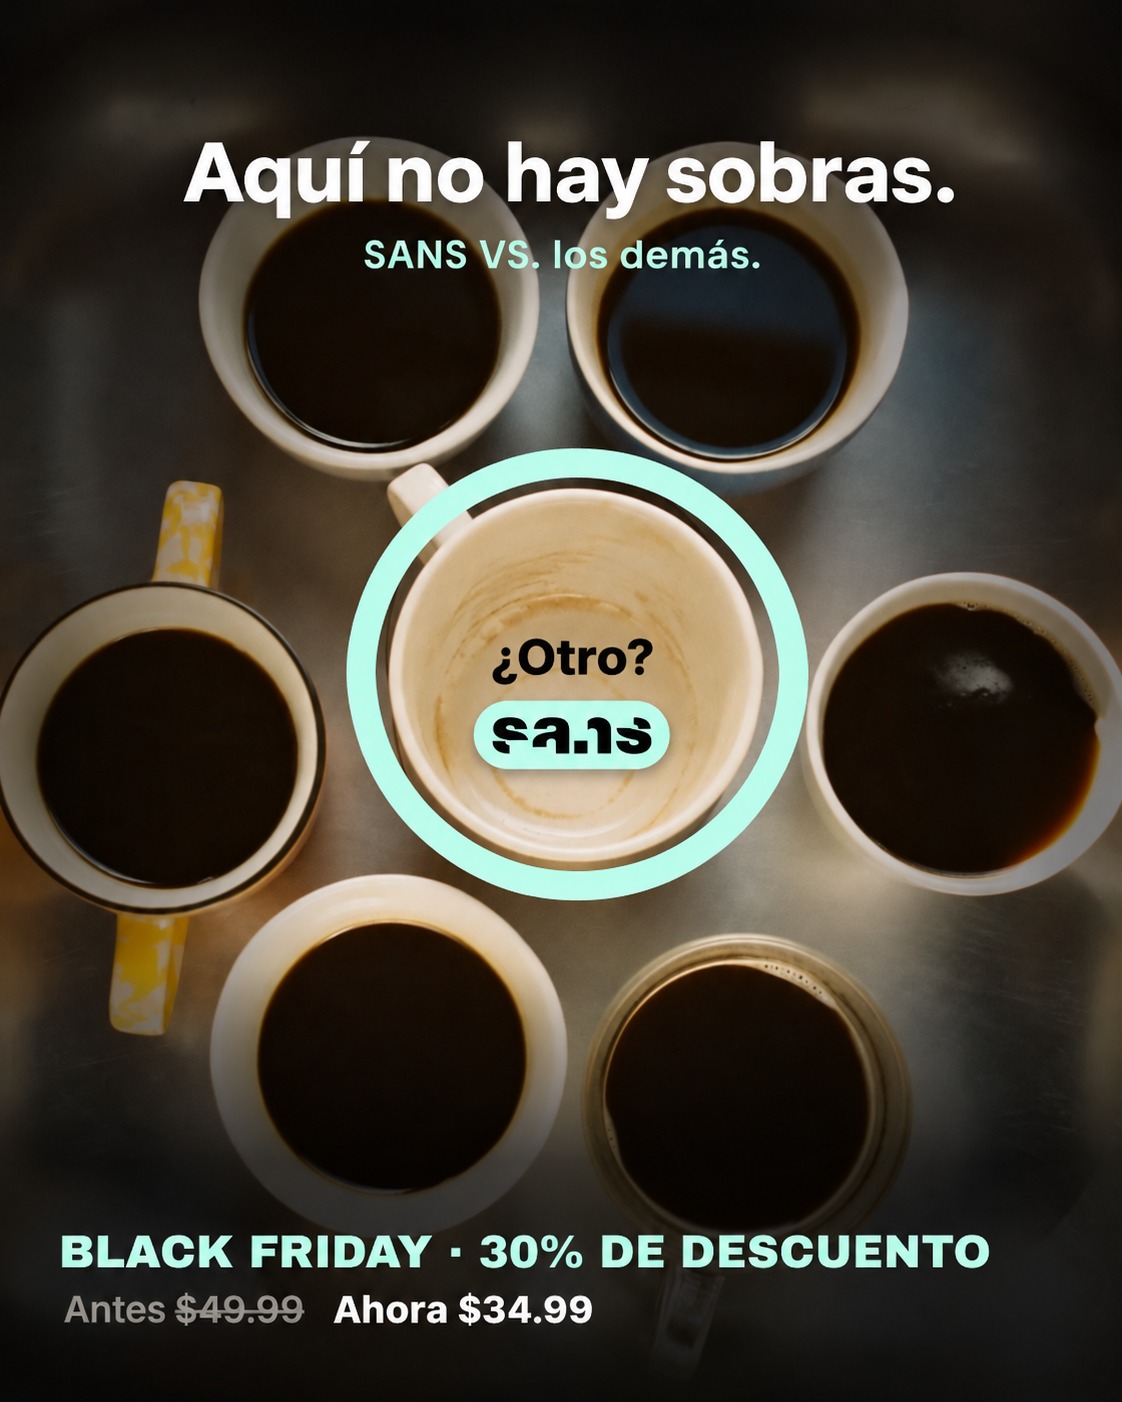 Aquí no hay sobras.
SANS VS. los demás.
¿Otro?
sans
BLACK FRIDAY · 30% DE DESCUENTO
Antes $49.99 Ahora $34.99